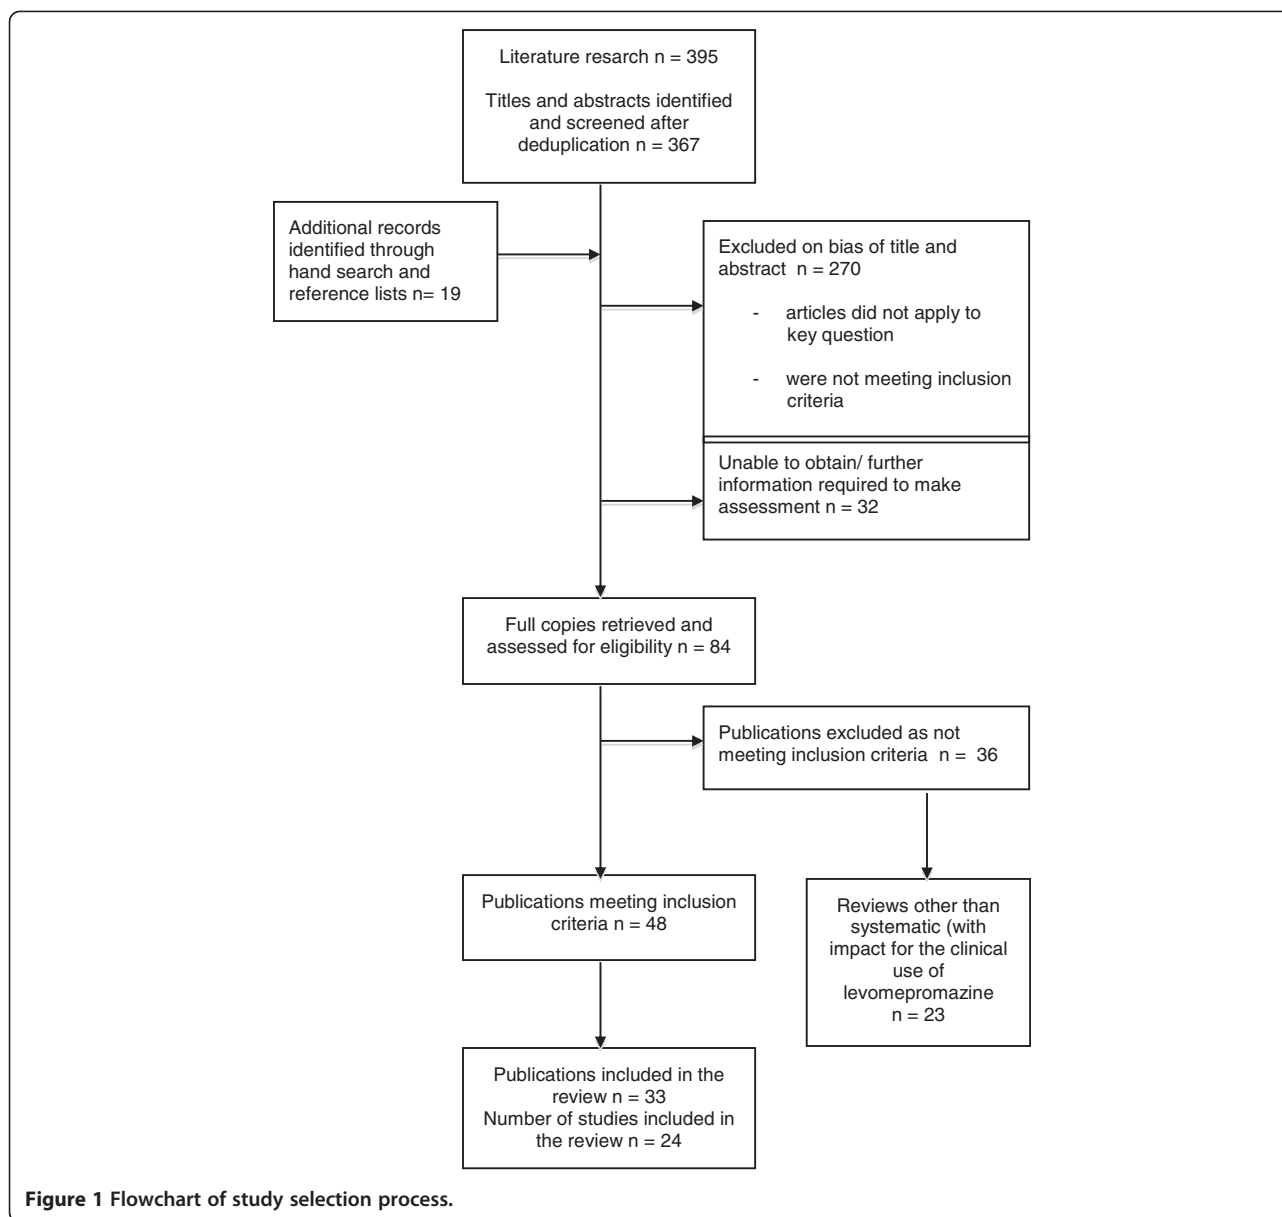 Literature resarch n = 395
Titles and abstracts identified
and screened after
deduplication n = 367
Additional records
identified through
hand search and
reference lists n= 19
Excluded on bias of title and
abstract n = 270
- articles did not apply to
key question
- were not meeting inclusion
criteria
Unable to obtain/ further
information required to make
assessment n = 32
Full copies retrieved and
assessed for eligibility n = 84
Publications excluded as not
meeting inclusion criteria n = 36
Publications meeting inclusion
criteria n = 48
Reviews other than
systematic (with
impact for the clinical
use of
levomepromazine
n = 23
Publications included in the
review n = 33
Number of studies included in
the review n = 24
Figure 1 Flowchart of study selection process.